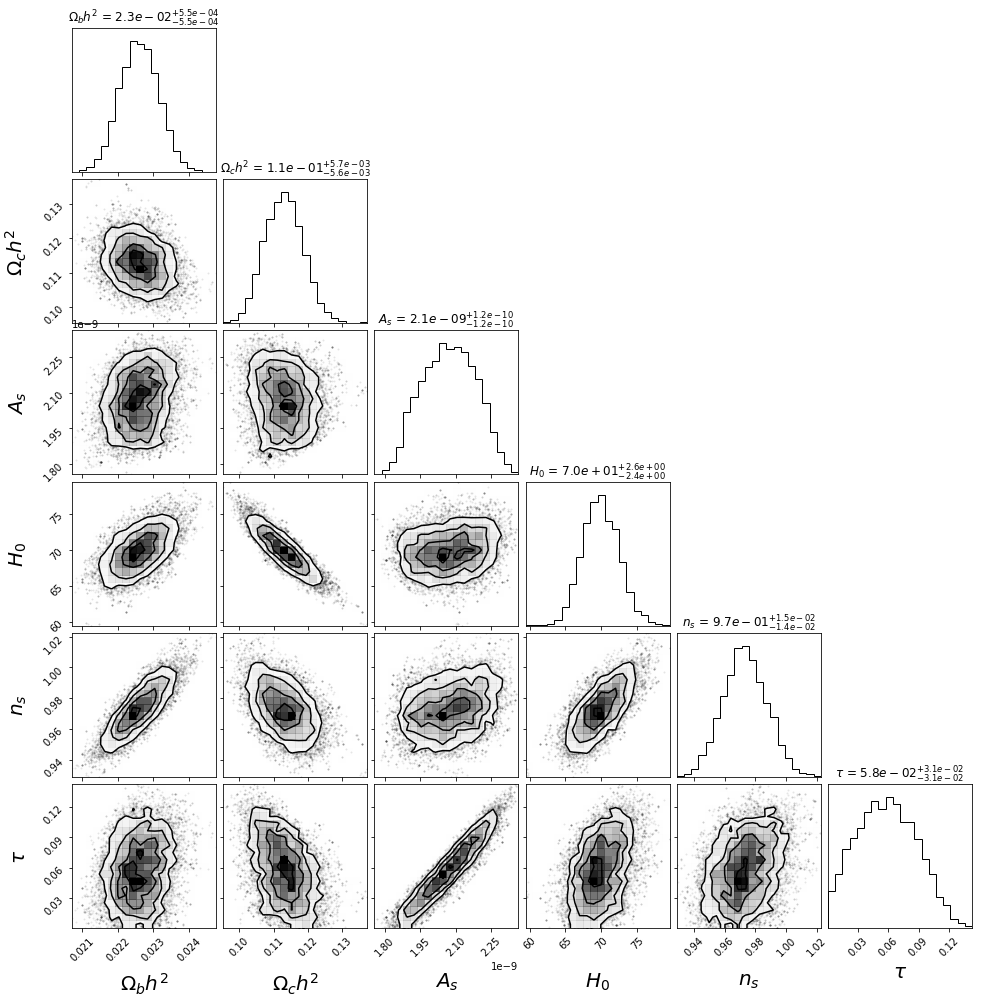 Ω_b h² = 2.3e−02^{+5.5e−04}_{−5.5e−04}
Ω_c h² = 1.1e−01^{+5.7e−03}_{−5.6e−03}
0.13
0.12
0.11
0.10
Ω_c h²
A_s = 2.1e−09^{+1.2e−10}_{−1.2e−10}
1e−9
2.25
2.10
1.95
1.80
A_s
H_0 = 7.0e+01^{+2.6e+00}_{−2.4e+00}
75
70
65
60
H_0
n_s = 9.7e−01^{+1.5e−02}_{−1.4e−02}
1.02
1.00
0.98
0.96
0.94
n_s
τ = 5.8e−02^{+3.1e−02}_{−3.1e−02}
0.12
0.09
0.06
0.03
τ
0.021 0.022 0.023 0.024 0.10 0.11 0.12 0.13 1.80 1.95 2.10 2.25 60 65 70 75 0.94 0.96 0.98 1.00 1.02 0.03 0.06 0.09 0.12
1e−9
Ω_b h² Ω_c h² A_s H_0 n_s τ